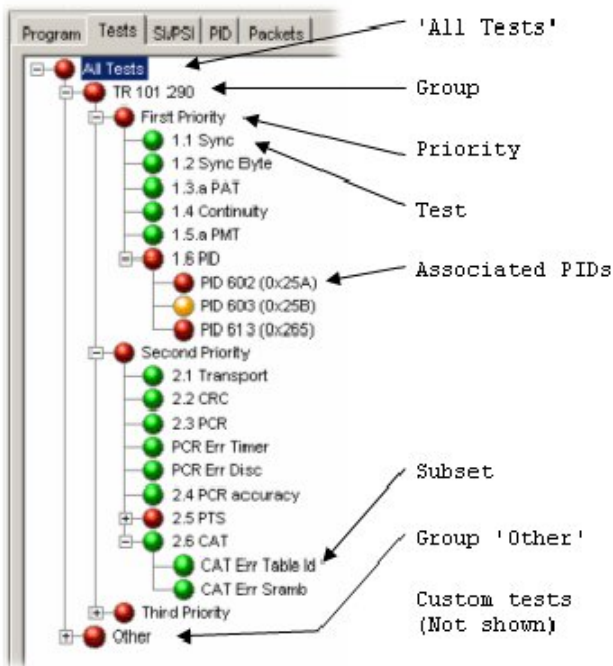 Program Tests SI/PSI PID Packets
'All Tests'
All Tests
TR 101 290
Group
First Priority
Priority
1.1 Sync
1.2 Sync Byte
1.3.a PAT
Test
1.4 Continuity
1.5.a PMT
1.6 PID
Associated PIDs
PID 602 (0x25A)
PID 603 (0x25B)
PID 613 (0x265)
Second Priority
2.1 Transport
2.2 CRC
2.3 PCR
PCR Err Timer
PCR Err Disc
2.4 PCR accuracy
Subset
2.5 PTS
2.6 CAT
CAT Err Table Id
CAT Err Sramb
Group 'Other'
Third Priority
Other
Custom tests
(Not shown)